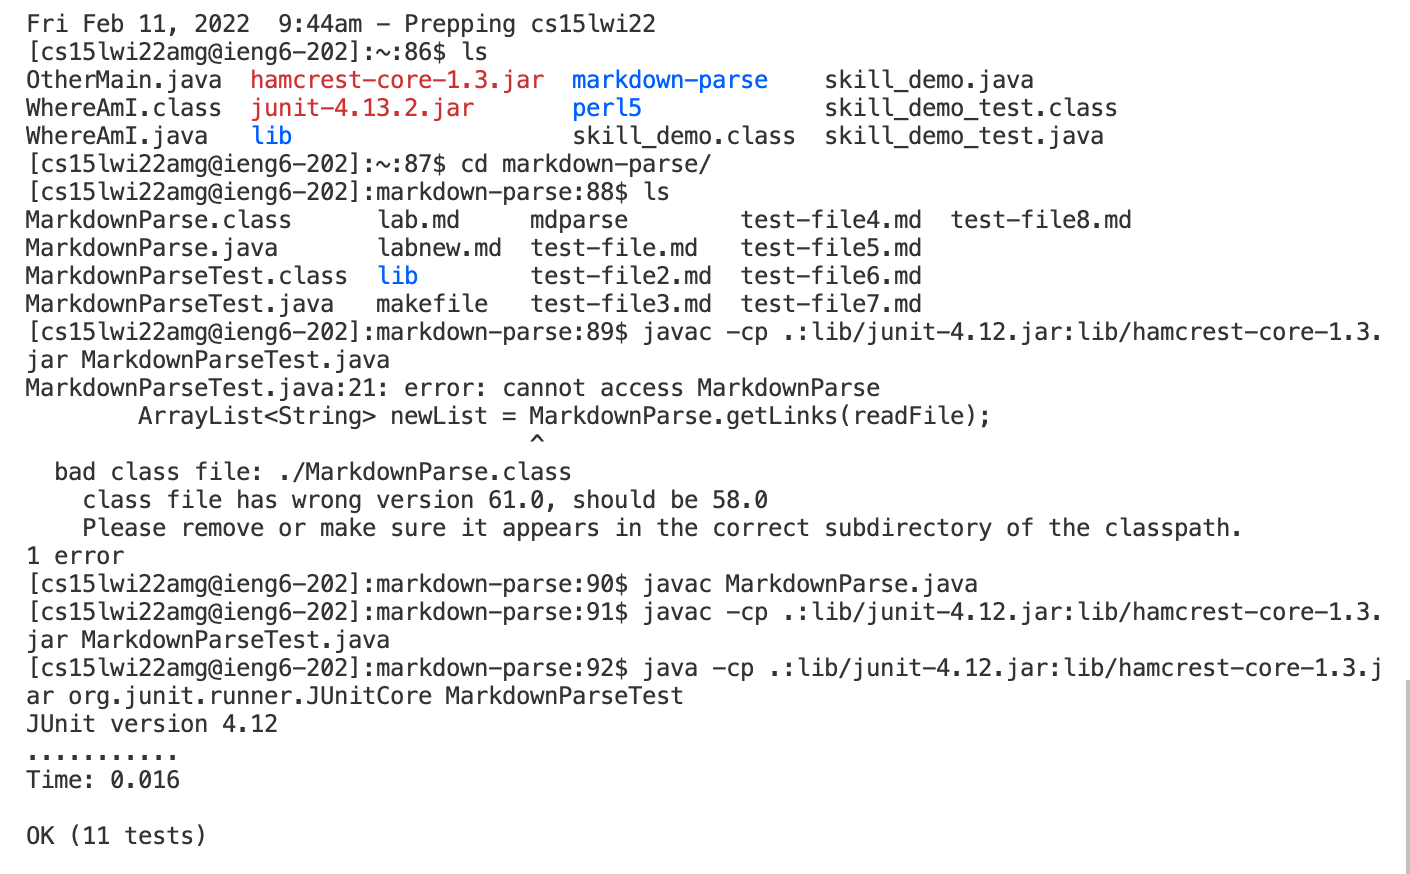 Fri Feb 11, 2022  9:44am - Prepping cs15lwi22
[cs15lwi22amg@ieng6-202]:~:86$ ls
OtherMain.java  hamcrest-core-1.3.jar  markdown-parse    skill_demo.java
WhereAmI.class  junit-4.13.2.jar       perl5             skill_demo_test.class
WhereAmI.java   lib                    skill_demo.class  skill_demo_test.java
[cs15lwi22amg@ieng6-202]:~:87$ cd markdown-parse/
[cs15lwi22amg@ieng6-202]:markdown-parse:88$ ls
MarkdownParse.class      lab.md     mdparse        test-file4.md  test-file8.md
MarkdownParse.java       labnew.md  test-file.md   test-file5.md
MarkdownParseTest.class  lib        test-file2.md  test-file6.md
MarkdownParseTest.java   makefile   test-file3.md  test-file7.md
[cs15lwi22amg@ieng6-202]:markdown-parse:89$ javac -cp .:lib/junit-4.12.jar:lib/hamcrest-core-1.3.
jar MarkdownParseTest.java
MarkdownParseTest.java:21: error: cannot access MarkdownParse
        ArrayList<String> newList = MarkdownParse.getLinks(readFile);
                                    ^
  bad class file: ./MarkdownParse.class
    class file has wrong version 61.0, should be 58.0
    Please remove or make sure it appears in the correct subdirectory of the classpath.
1 error
[cs15lwi22amg@ieng6-202]:markdown-parse:90$ javac MarkdownParse.java
[cs15lwi22amg@ieng6-202]:markdown-parse:91$ javac -cp .:lib/junit-4.12.jar:lib/hamcrest-core-1.3.
jar MarkdownParseTest.java
[cs15lwi22amg@ieng6-202]:markdown-parse:92$ java -cp .:lib/junit-4.12.jar:lib/hamcrest-core-1.3.j
ar org.junit.runner.JUnitCore MarkdownParseTest
JUnit version 4.12
...........
Time: 0.016

OK (11 tests)